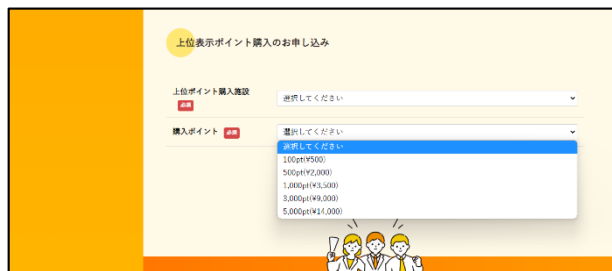 上位表示ポイント購入のお申し込み
上位ポイント購入施設
必須
選択してください
購入ポイント 必須
選択してください
選択してください
100pt(¥500)
500pt(¥2,000)
1,000pt(¥3,500)
3,000pt(¥9,000)
5,000pt(¥14,000)